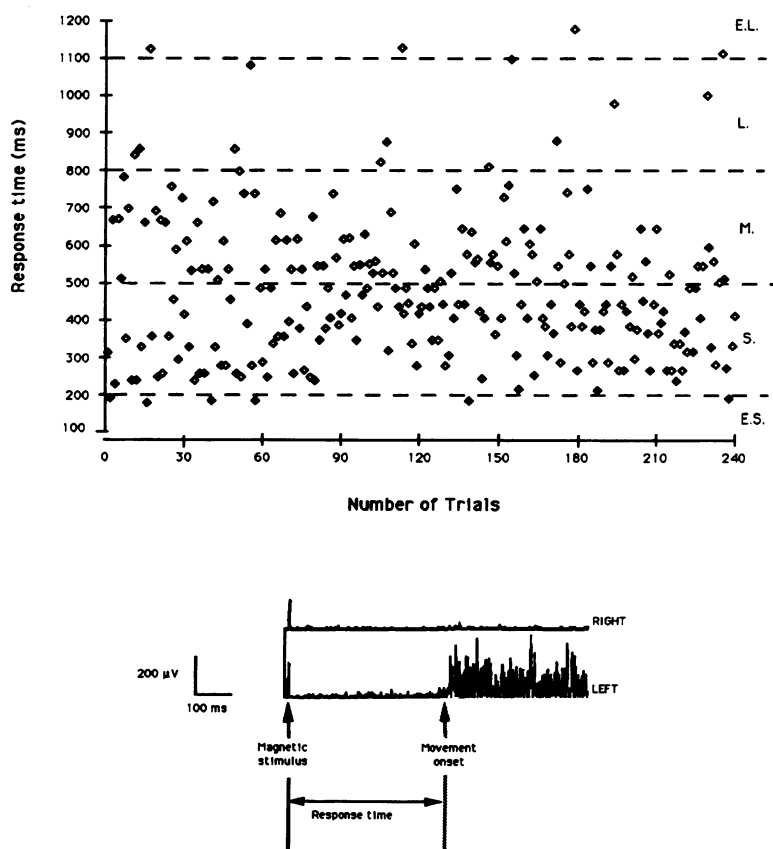 1200
1100
1000
900
800
700
600
500
400
300
200
100
Response time (ms)
E.L.
L.
M.
S.
E.S.
0 30 60 90 120 150 180 210 240
Number of Trials
RIGHT
LEFT
200 µV
100 ms
Magnetic
stimulus
Movement
onset
Response time